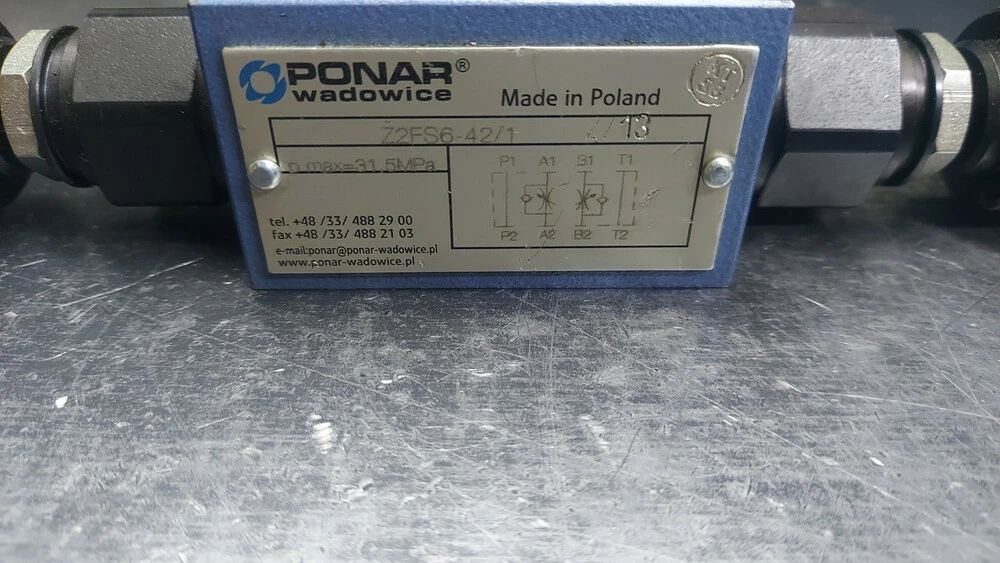 PONAR®
wadowice
Made in Poland
Z2FS6-42/1
/13
p max=31,5MPa
P1 A1 B1 T1
P2 A2 B2 T2
tel. +48 /33/ 488 29 00
fax +48 /33/ 488 21 03
e-mail:ponar@ponar-wadowice.pl
www.ponar-wadowice.pl